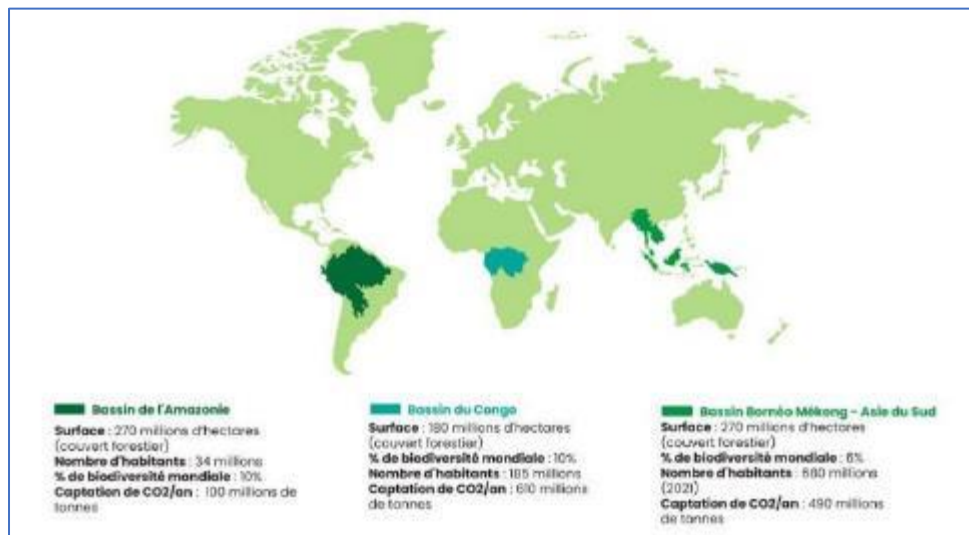 Bassin de l'Amazonie
Surface : 270 millions d'hectares
(couvert forestier)
Nombre d'habitants : 34 millions
% de biodiversité mondiale : 10%
Captation de CO2/an : 100 millions de
tonnes
Bassin du Congo
Surface : 180 millions d'hectares
(couvert forestier)
% de biodiversité mondiale : 10%
Nombre d'habitants : 185 millions
Captation de CO2/an : 610 millions
de tonnes
Bassin Bornéo Mékong - Asie du Sud
Surface : 270 millions d'hectares
(couvert forestier)
% de biodiversité mondiale : 6%
Nombre d'habitants : 680 millions
(2021)
Captation de CO2/an : 490 millions
de tonnes